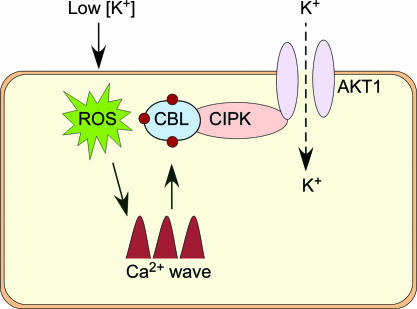 Low [K⁺]
K⁺
AKT1
ROS
CBL
CIPK
K⁺
Ca²⁺ wave